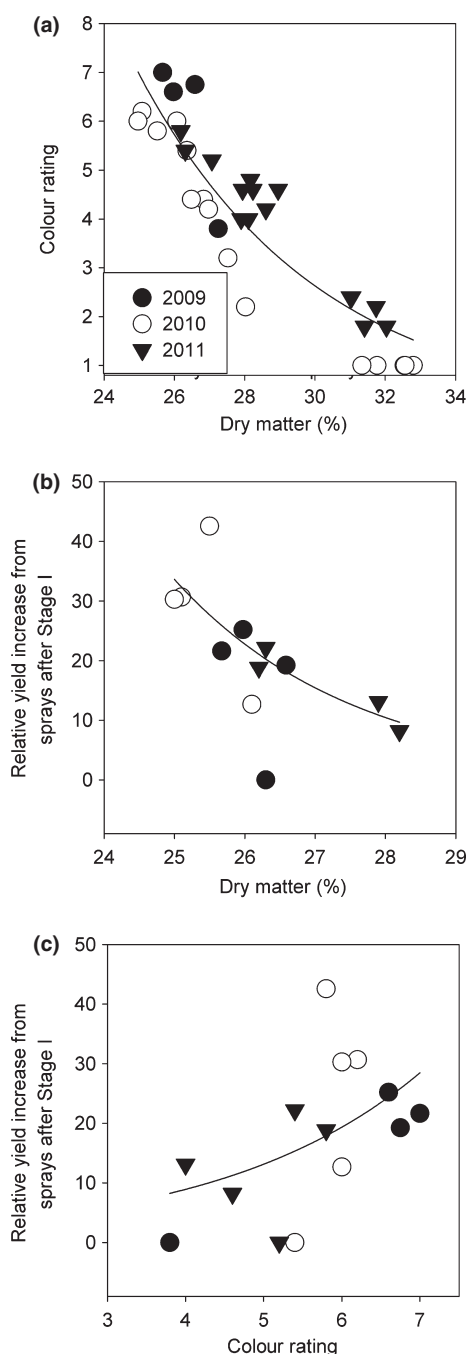 (a)
8
7
6
5
4
3
2
1
Colour rating
2009
2010
2011
24 26 28 30 32 34
Dry matter (%)
(b)
50
40
30
20
10
0
Relative yield increase from
sprays after Stage I
24 25 26 27 28 29
Dry matter (%)
(c)
50
40
30
20
10
0
Relative yield increase from
sprays after Stage I
3 4 5 6 7
Colour rating